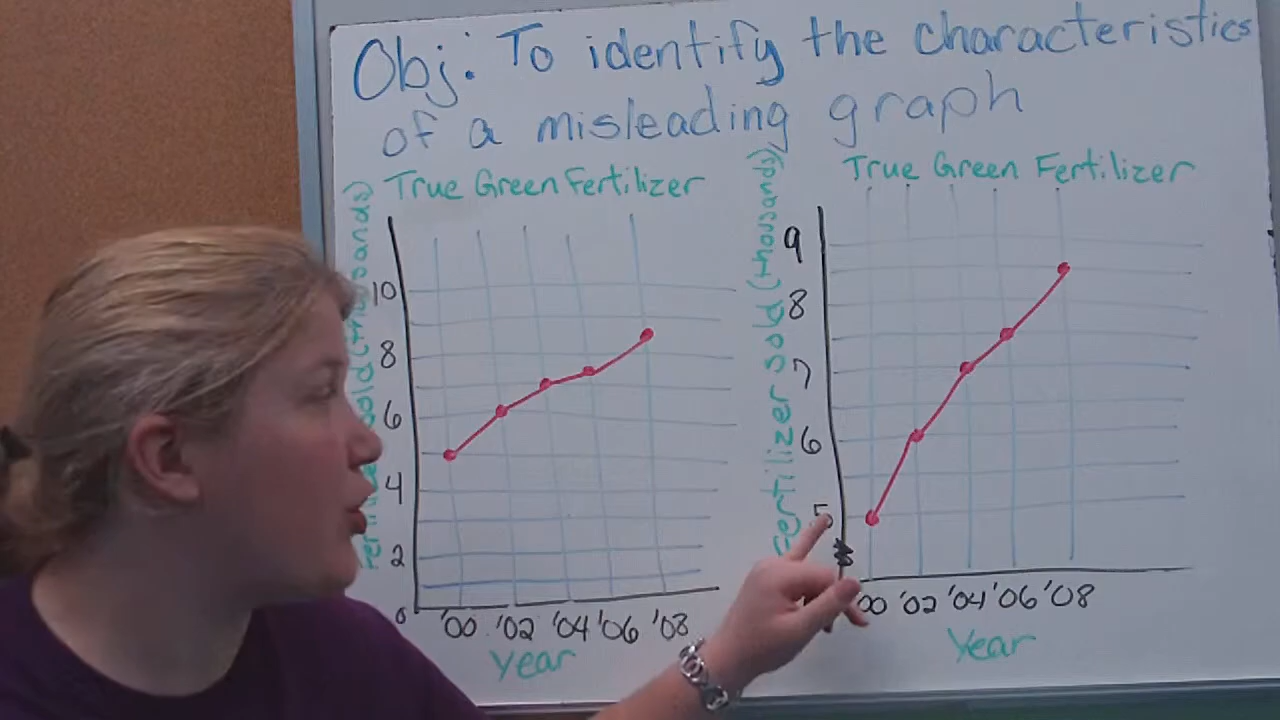 Obj: To identify the characteristics
of a misleading graph
True Green Fertilizer
10
8
6
4
2
0
'00 '02 '04 '06 '08
Year
True Green Fertilizer
Fertilizer sold (thousands)
9
8
7
6
5
'00 '02 '04 '06 '08
Year